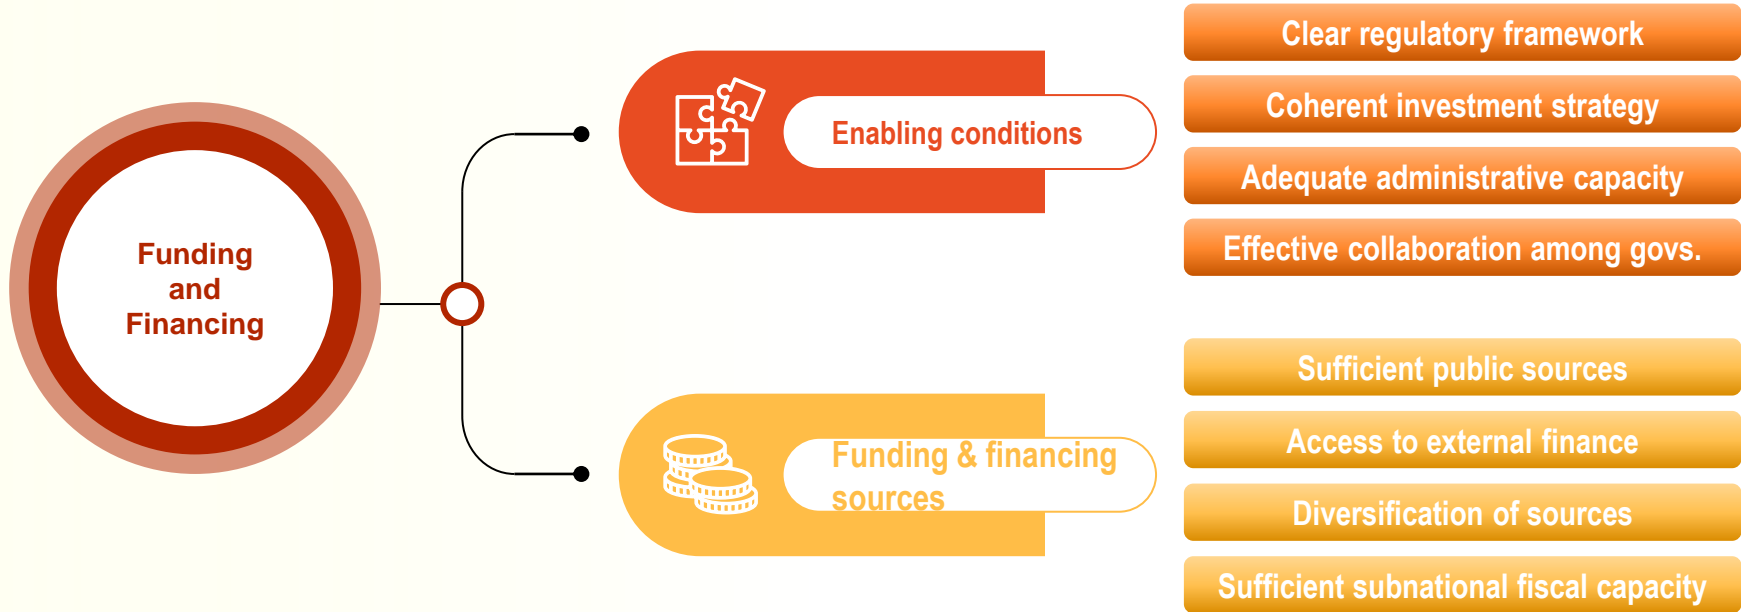 Funding
and
Financing
Enabling conditions
Clear regulatory framework
Coherent investment strategy
Adequate administrative capacity
Effective collaboration among govs.
Funding & financing
sources
Sufficient public sources
Access to external finance
Diversification of sources
Sufficient subnational fiscal capacity